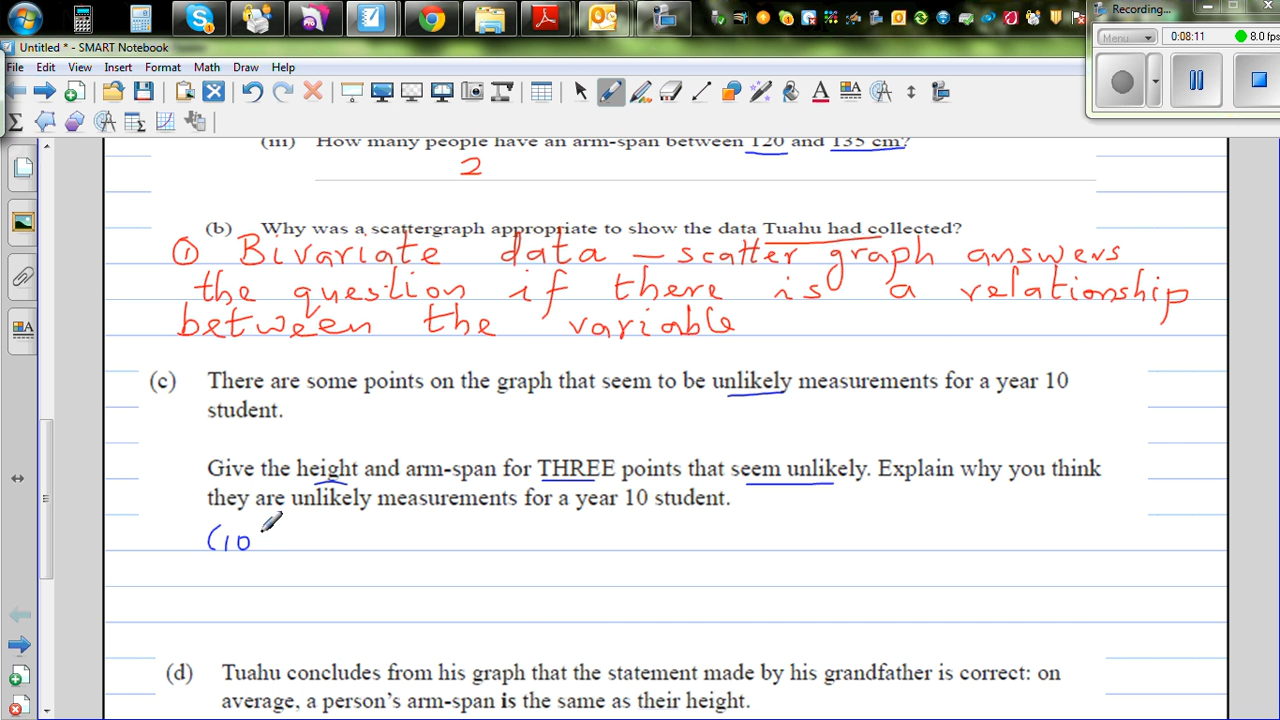 Recording...
Untitled * - SMART Notebook
Menu
0:08:11
8.0 fps
File Edit View Insert Format Math Draw Help
(iii) How many people have an arm-span between 120 and 135 cm?
2
(b) Why was a scattergraph appropriate to show the data Tuahu had collected?
① Bivariate data – scatter graph answers
the question if there is a relationship
between the variable
(c) There are some points on the graph that seem to be unlikely measurements for a year 10
student.
Give the height and arm-span for THREE points that seem unlikely. Explain why you think
they are unlikely measurements for a year 10 student.
(10
(d) Tuahu concludes from his graph that the statement made by his grandfather is correct: on
average, a person's arm-span is the same as their height.